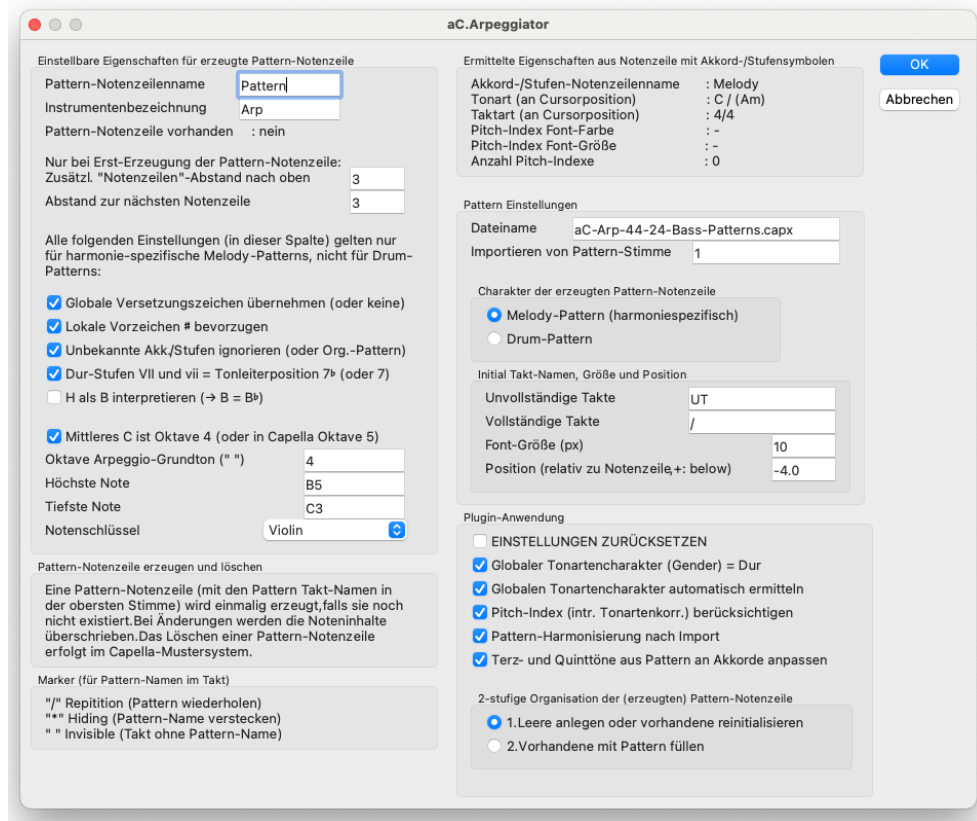 aC.Arpeggiator
Einstellbare Eigenschaften für erzeugte Pattern-Notenzeile
Pattern-Notenzeilenname Pattern
Instrumentenbezeichnung Arp
Pattern-Notenzeile vorhanden : nein
Nur bei Erst-Erzeugung der Pattern-Notenzeile:
Zusätzl. "Notenzeilen"-Abstand nach oben 3
Abstand zur nächsten Notenzeile 3
Alle folgenden Einstellungen (in dieser Spalte) gelten nur
für harmonie-spezifische Melody-Patterns, nicht für Drum-
Patterns:
Globale Versetzungszeichen übernehmen (oder keine)
Lokale Vorzeichen # bevorzugen
Unbekannte Akk./Stufen ignorieren (oder Org.-Pattern)
Dur-Stufen VII und vii = Tonleiterposition 7♭ (oder 7)
H als B interpretieren (→ B = B♭)
Mittleres C ist Oktave 4 (oder in Capella Oktave 5)
Oktave Arpeggio-Grundton (" ") 4
Höchste Note B5
Tiefste Note C3
Notenschlüssel Violin
Pattern-Notenzeile erzeugen und löschen
Eine Pattern-Notenzeile (mit den Pattern Takt-Namen in
der obersten Stimme) wird einmalig erzeugt,falls sie noch
nicht existiert.Bei Änderungen werden die Noteninhalte
überschrieben.Das Löschen einer Pattern-Notenzeile
erfolgt im Capella-Mustersystem.
Marker (für Pattern-Namen im Takt)
"/" Repitition (Pattern wiederholen)
"*" Hiding (Pattern-Name verstecken)
" " Invisible (Takt ohne Pattern-Name)
Ermittelte Eigenschaften aus Notenzeile mit Akkord-/Stufensymbolen
Akkord-/Stufen-Notenzeilenname : Melody
Tonart (an Cursorposition) : C / (Am)
Taktart (an Cursorposition) : 4/4
Pitch-Index Font-Farbe : -
Pitch-Index Font-Größe : -
Anzahl Pitch-Indexe : 0
Pattern Einstellungen
Dateiname aC-Arp-44-24-Bass-Patterns.capx
Importieren von Pattern-Stimme 1
Charakter der erzeugten Pattern-Notenzeile
Melody-Pattern (harmoniespezifisch)
Drum-Pattern
Initial Takt-Namen, Größe und Position
Unvollständige Takte UT
Vollständige Takte /
Font-Größe (px) 10
Position (relativ zu Notenzeile,+: below) -4.0
Plugin-Anwendung
EINSTELLUNGEN ZURÜCKSETZEN
Globaler Tonartencharakter (Gender) = Dur
Globalen Tonartencharakter automatisch ermitteln
Pitch-Index (intr. Tonartenkorr.) berücksichtigen
Pattern-Harmonisierung nach Import
Terz- und Quinttöne aus Pattern an Akkorde anpassen
2-stufige Organisation der (erzeugten) Pattern-Notenzeile
1.Leere anlegen oder vorhandene reinitialisieren
2.Vorhandene mit Pattern füllen
OK
Abbrechen